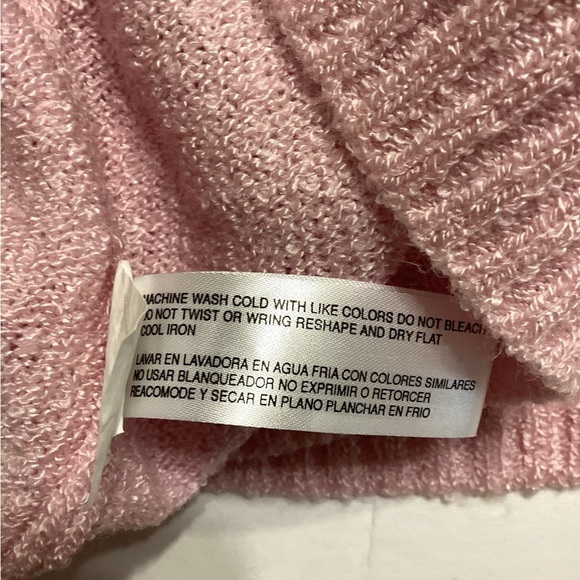 MACHINE WASH COLD WITH LIKE COLORS DO NOT BLEACH
DO NOT TWIST OR WRING RESHAPE AND DRY FLAT
COOL IRON
LAVAR EN LAVADORA EN AGUA FRIA CON COLORES SIMILARES
NO USAR BLANQUEADOR NO EXPRIMIR O RETORCER
REACOMODE Y SECAR EN PLANO PLANCHAR EN FRIO